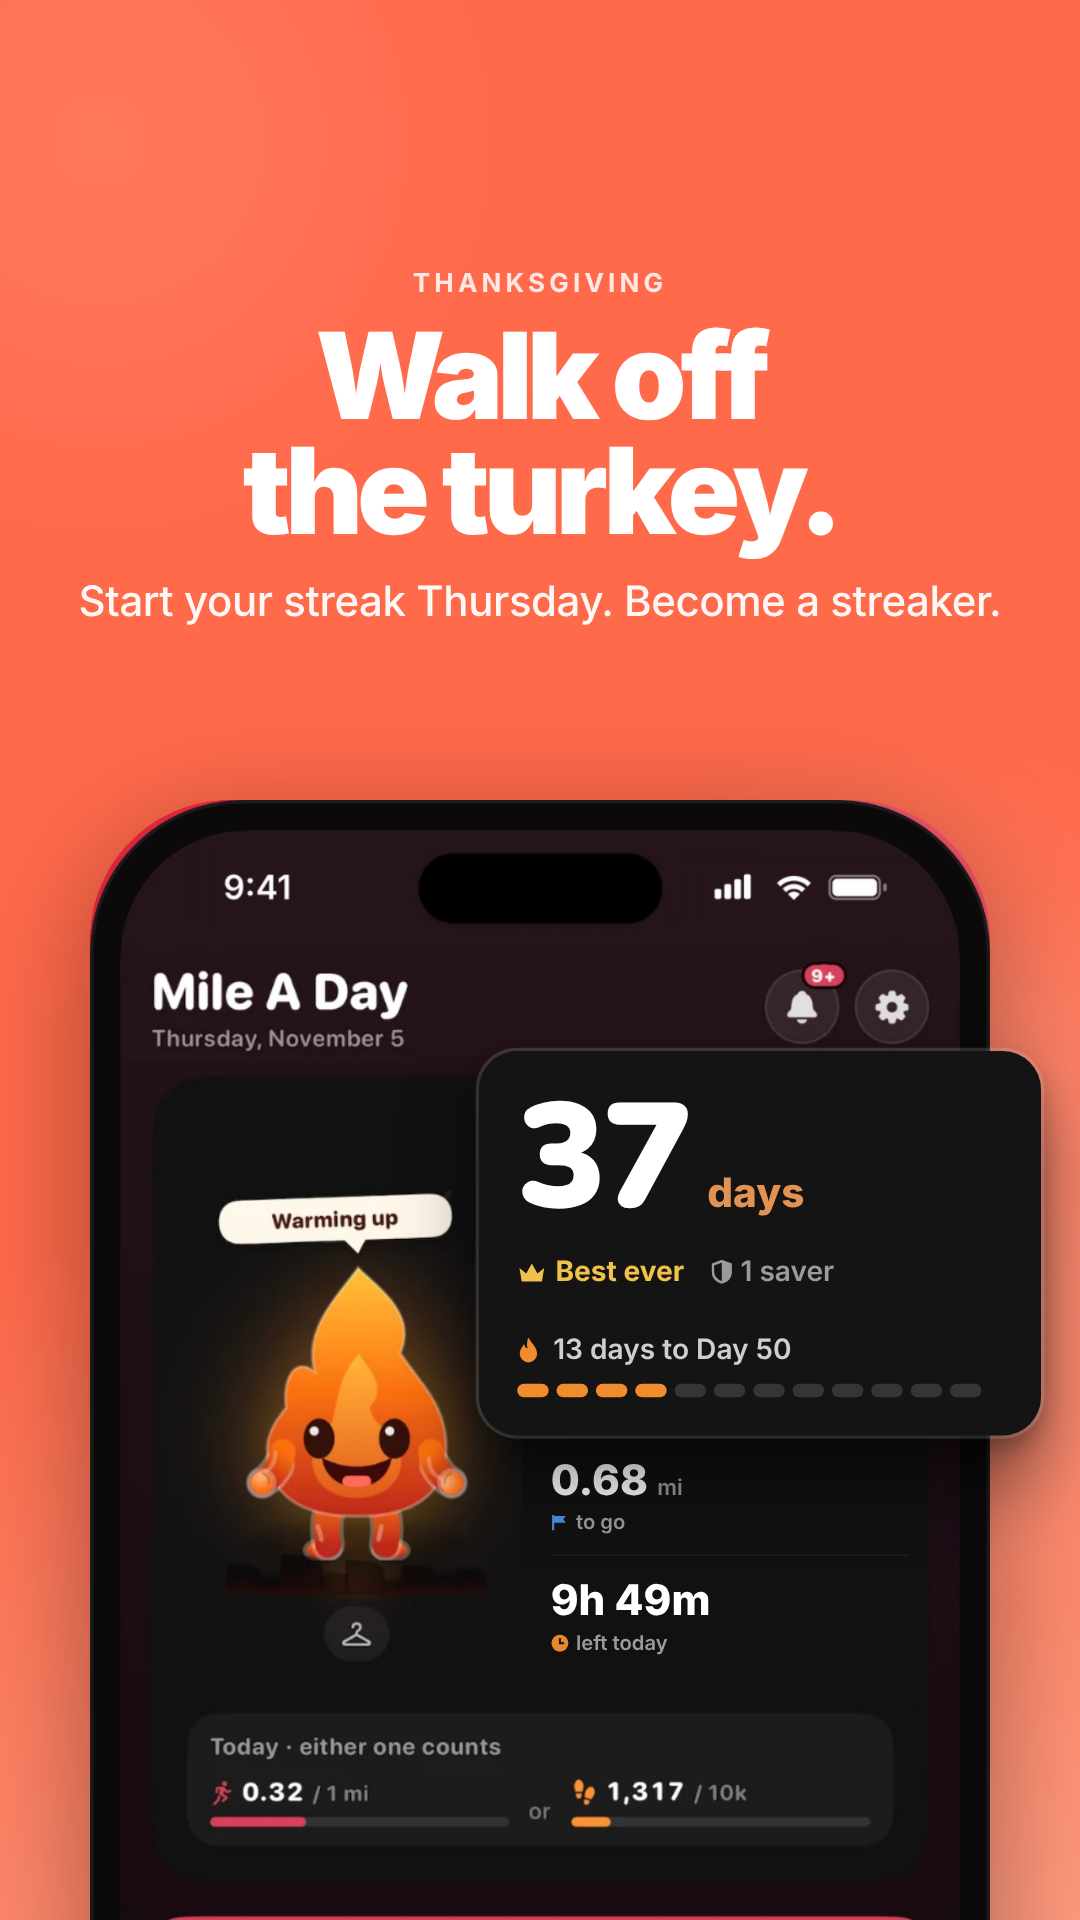 THANKSGIVING
Walk off
the turkey.
Start your streak Thursday. Become a streaker.
9:41
Mile A Day
9+
Thursday, November 5
37 days
Warming up
Best ever 1 saver
13 days to Day 50
0.68 mi
to go
9h 49m
left today
Today · either one counts
0.32 / 1 mi or 1,317 / 10k